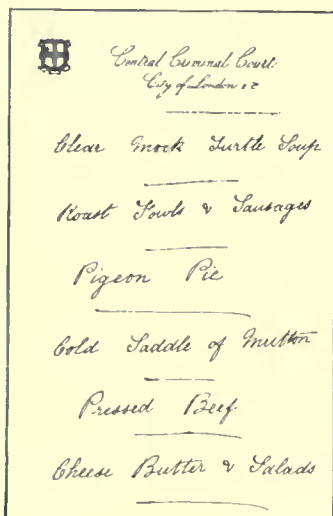 Central Criminal Court
City of London E C
Clear Mock Turtle Soup
Roast Fowls & Sausages
Pigeon Pie
Cold Saddle of Mutton
Pressed Beef
Cheese Butter & Salads